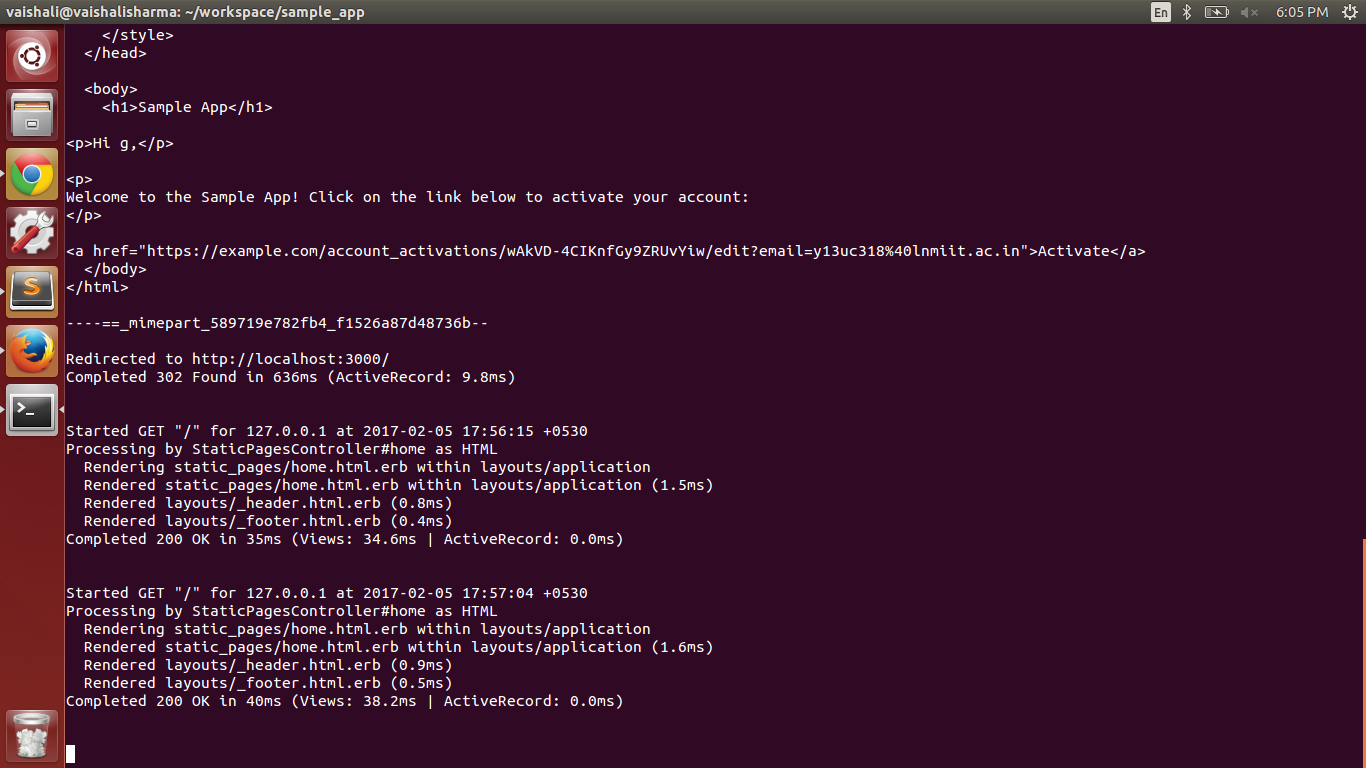 vaishali@vaishalisharma: ~/workspace/sample_app
En
6:05 PM
    </style>
  </head>
  <body>
    <h1>Sample App</h1>
<p>Hi g,</p>
<p>
Welcome to the Sample App! Click on the link below to activate your account:
</p>
<a href="https://example.com/account_activations/wAkVD-4CIKnfGy9ZRUvYiw/edit?email=y13uc318%40lnmiit.ac.in">Activate</a>
  </body>
</html>
----==_mimepart_589719e782fb4_f1526a87d48736b--
Redirected to http://localhost:3000/
Completed 302 Found in 636ms (ActiveRecord: 9.8ms)
Started GET "/" for 127.0.0.1 at 2017-02-05 17:56:15 +0530
Processing by StaticPagesController#home as HTML
  Rendering static_pages/home.html.erb within layouts/application
  Rendered static_pages/home.html.erb within layouts/application (1.5ms)
  Rendered layouts/_header.html.erb (0.8ms)
  Rendered layouts/_footer.html.erb (0.4ms)
Completed 200 OK in 35ms (Views: 34.6ms | ActiveRecord: 0.0ms)
Started GET "/" for 127.0.0.1 at 2017-02-05 17:57:04 +0530
Processing by StaticPagesController#home as HTML
  Rendering static_pages/home.html.erb within layouts/application
  Rendered static_pages/home.html.erb within layouts/application (1.6ms)
  Rendered layouts/_header.html.erb (0.9ms)
  Rendered layouts/_footer.html.erb (0.5ms)
Completed 200 OK in 40ms (Views: 38.2ms | ActiveRecord: 0.0ms)